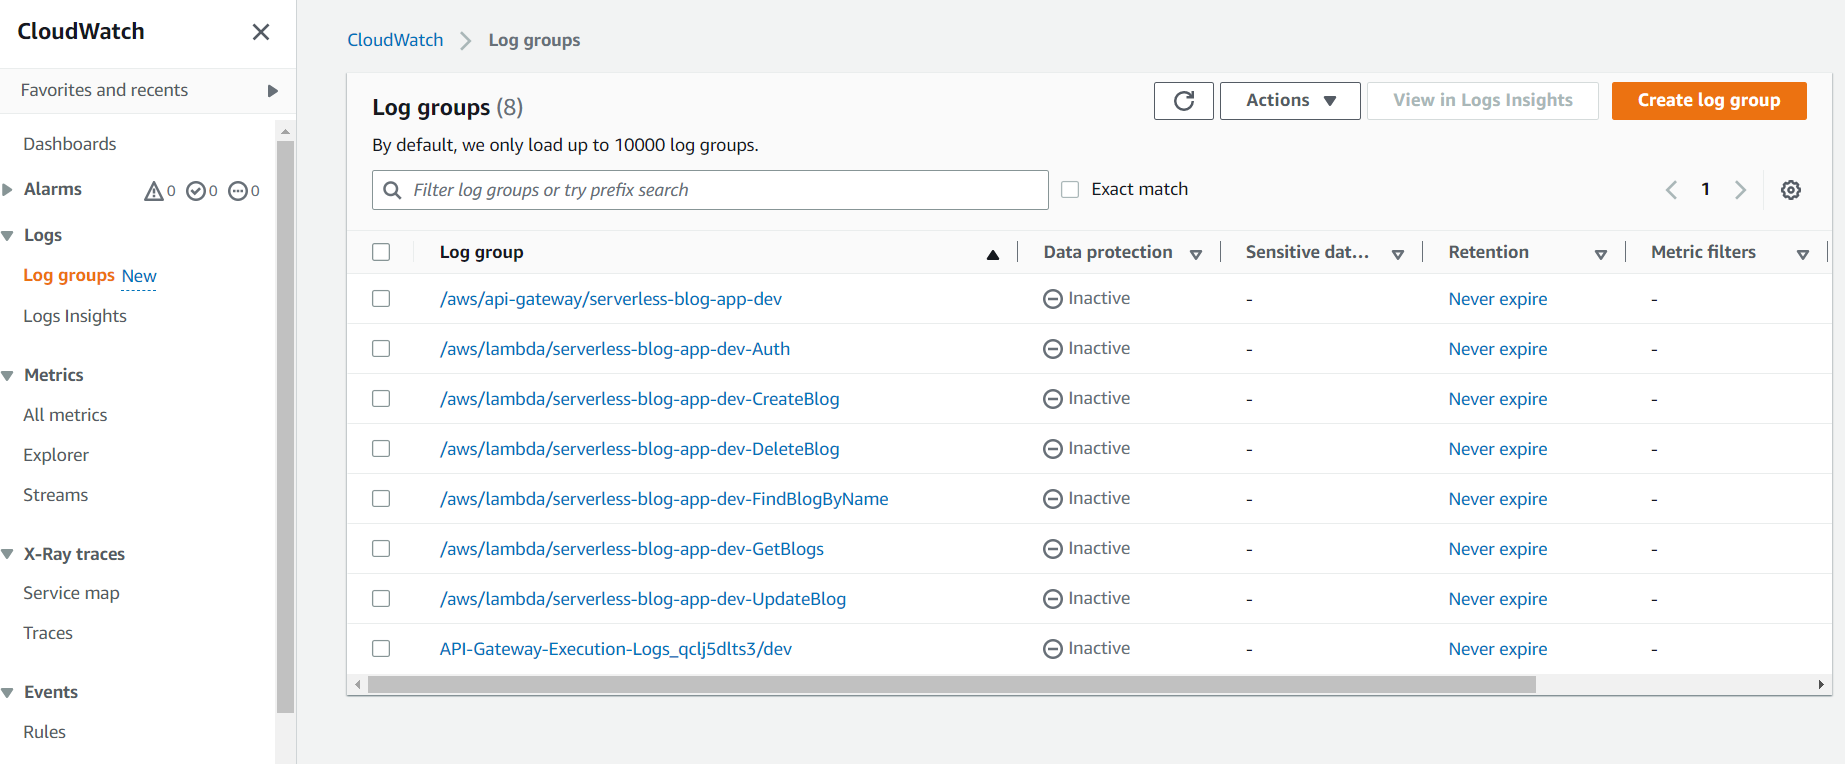 CloudWatch
Favorites and recents
Dashboards
Alarms 0 0 0
Logs
Log groups New
Logs Insights
Metrics
All metrics
Explorer
Streams
X-Ray traces
Service map
Traces
Events
Rules
CloudWatch Log groups
Log groups (8)
Actions
View in Logs Insights
Create log group
By default, we only load up to 10000 log groups.
Filter log groups or try prefix search
Exact match
1
Log group Data protection Sensitive dat... Retention Metric filters
/aws/api-gateway/serverless-blog-app-dev Inactive - Never expire -
/aws/lambda/serverless-blog-app-dev-Auth Inactive - Never expire -
/aws/lambda/serverless-blog-app-dev-CreateBlog Inactive - Never expire -
/aws/lambda/serverless-blog-app-dev-DeleteBlog Inactive - Never expire -
/aws/lambda/serverless-blog-app-dev-FindBlogByName Inactive - Never expire -
/aws/lambda/serverless-blog-app-dev-GetBlogs Inactive - Never expire -
/aws/lambda/serverless-blog-app-dev-UpdateBlog Inactive - Never expire -
API-Gateway-Execution-Logs_qclj5dlts3/dev Inactive - Never expire -